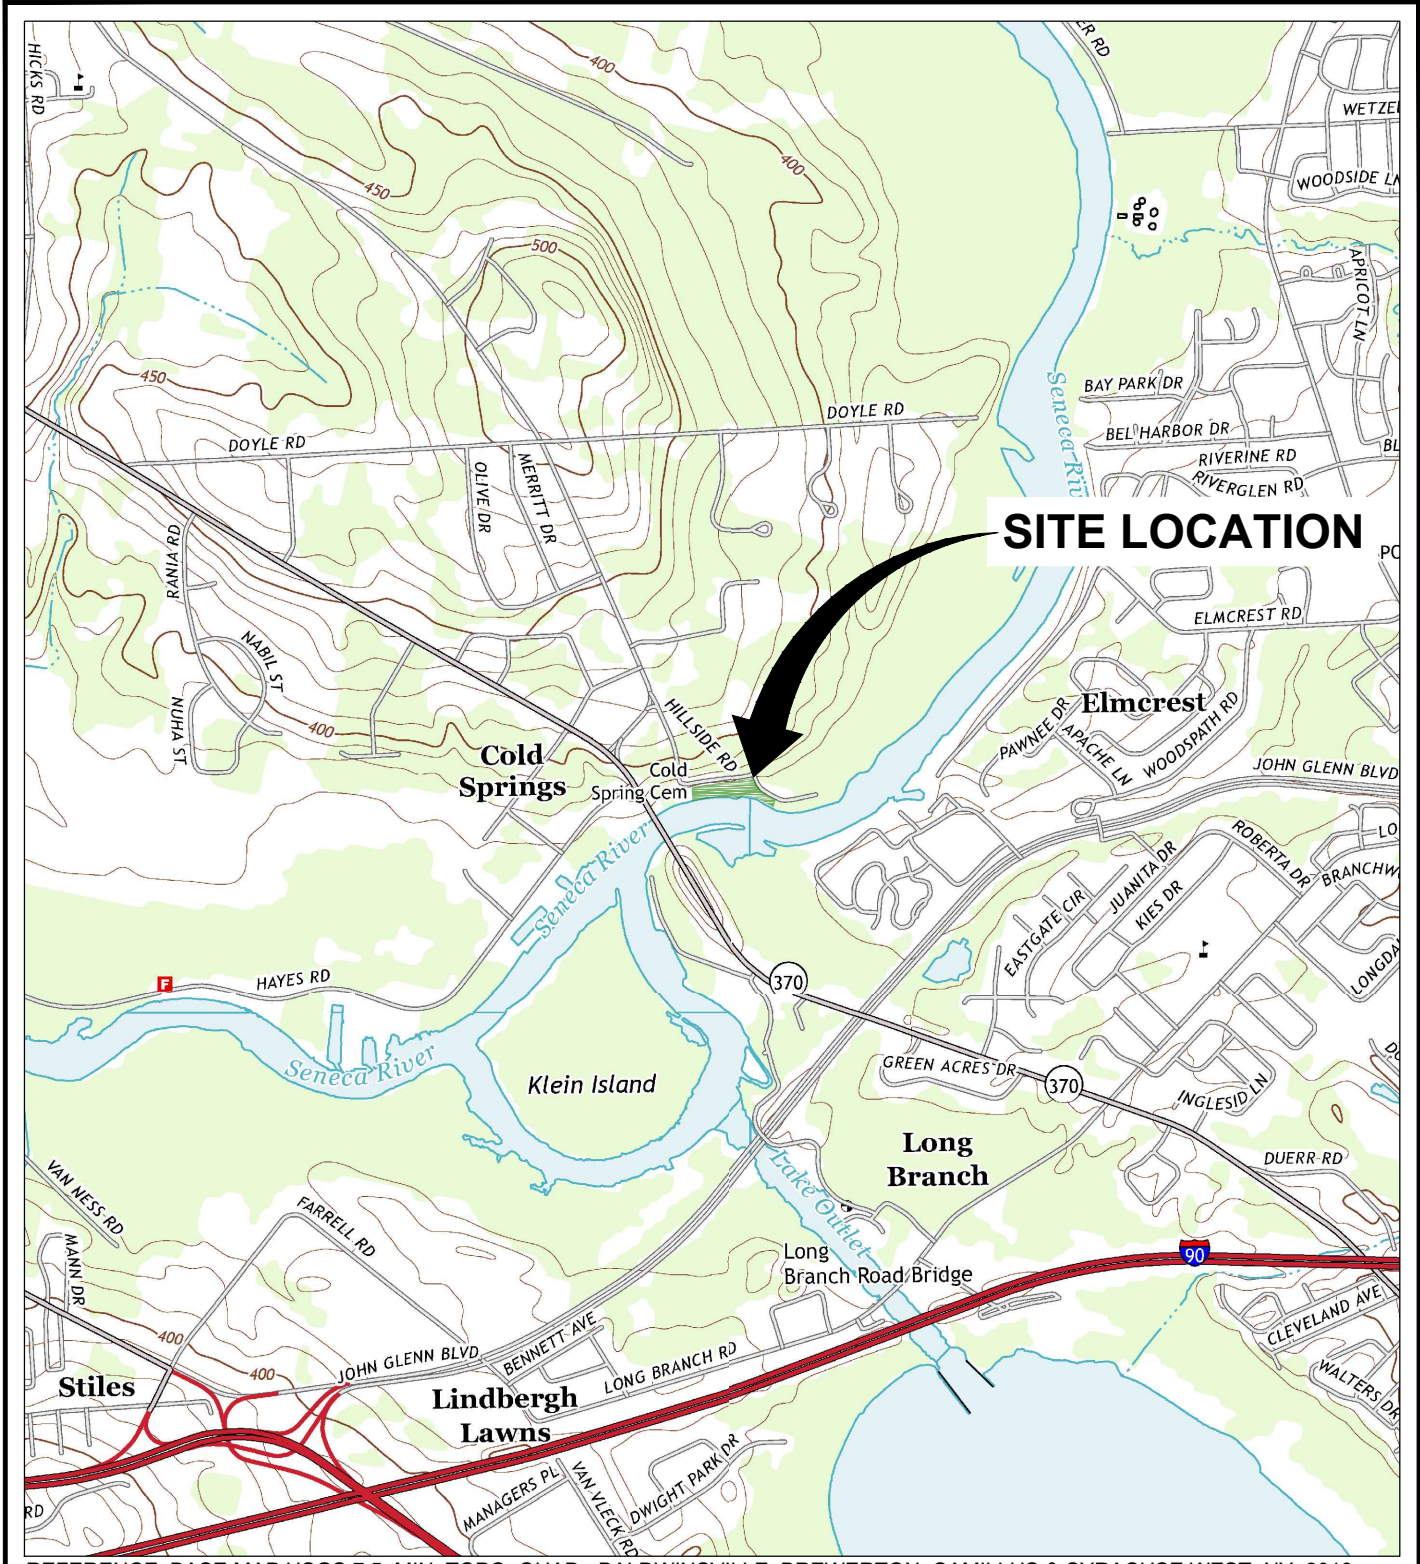 ER RD
HICKS RD
400
WETZEL
400
450
WOODSIDE LN
500
APRICOT LN
Seneca Riv
450
BAY PARK DR
DOYLE RD
DOYLE RD
BEL HARBOR DR
BL
RIVERINE RD
RIVERGLEN RD
OLIVE DR
MERRITT DR
SITE LOCATION
RANIA RD
PO
ELMCREST RD
NABIL ST
NUHA ST
HILLSIDE RD
Elmcrest
PAWNEE DR
APACHE LN
WOODSPATH RD
400
Cold
Springs
Cold
Spring Cem
JOHN GLENN BLVD
Seneca River
ROBERTA DR
LO
JUANITA DR
KIES DR
BRANCHW
EASTGATE CIR
LONGDA
F
HAYES RD
370
Seneca River
GREEN ACRES DR
370
Klein Island
INGLESID LN
Long
Branch
DUERR RD
Lake Outlet
VAN NESS RD
FARRELL RD
MANN DR
Long
Branch Road Bridge
90
CLEVELAND AVE
400
BENNETT AVE
400
JOHN GLENN BLVD
LONG BRANCH RD
WALTERS DR
Stiles
Lindbergh
Lawns
DWIGHT PARK DR
MANAGERS PL
VAN VLECK RD
RD